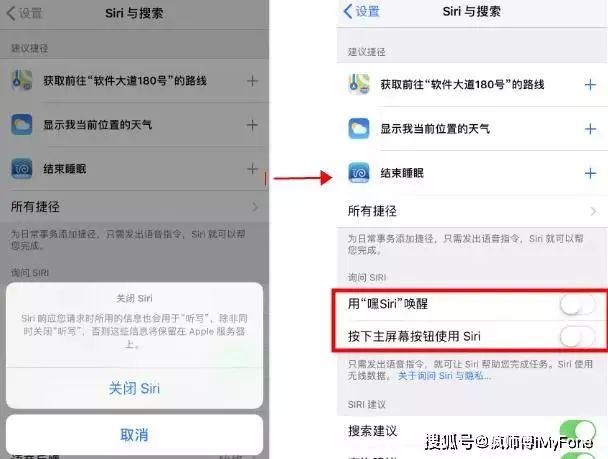 设置
Siri 与搜索
建议捷径
获取前往“软件大道180号”的路线
显示我当前位置的天气
结束睡眠
所有捷径
为日常事务添加捷径，只需发出语音指令，Siri 就可以帮
您完成。
询问 SIRI
关闭 Siri
Siri 响应您请求时所用的信息也会用于“听写”，除非同
时关闭“听写”，否则这些信息将保留在 Apple 服务器
上。
关闭 Siri
取消
设置
Siri 与搜索
建议捷径
获取前往“软件大道180号”的路线
显示我当前位置的天气
结束睡眠
所有捷径
为日常事务添加捷径，只需发出语音指令，Siri 就可以帮
您完成。
询问 SIRI
用“嘿Siri”唤醒
按下主屏幕按钮使用 Siri
只需发出语音指令，就可让 Siri 帮助您完成任务。Siri 使用
无线数据。 关于询问 Siri 与隐私...
SIRI 建议
搜索建议
搜狐号@疯师傅iMyFone